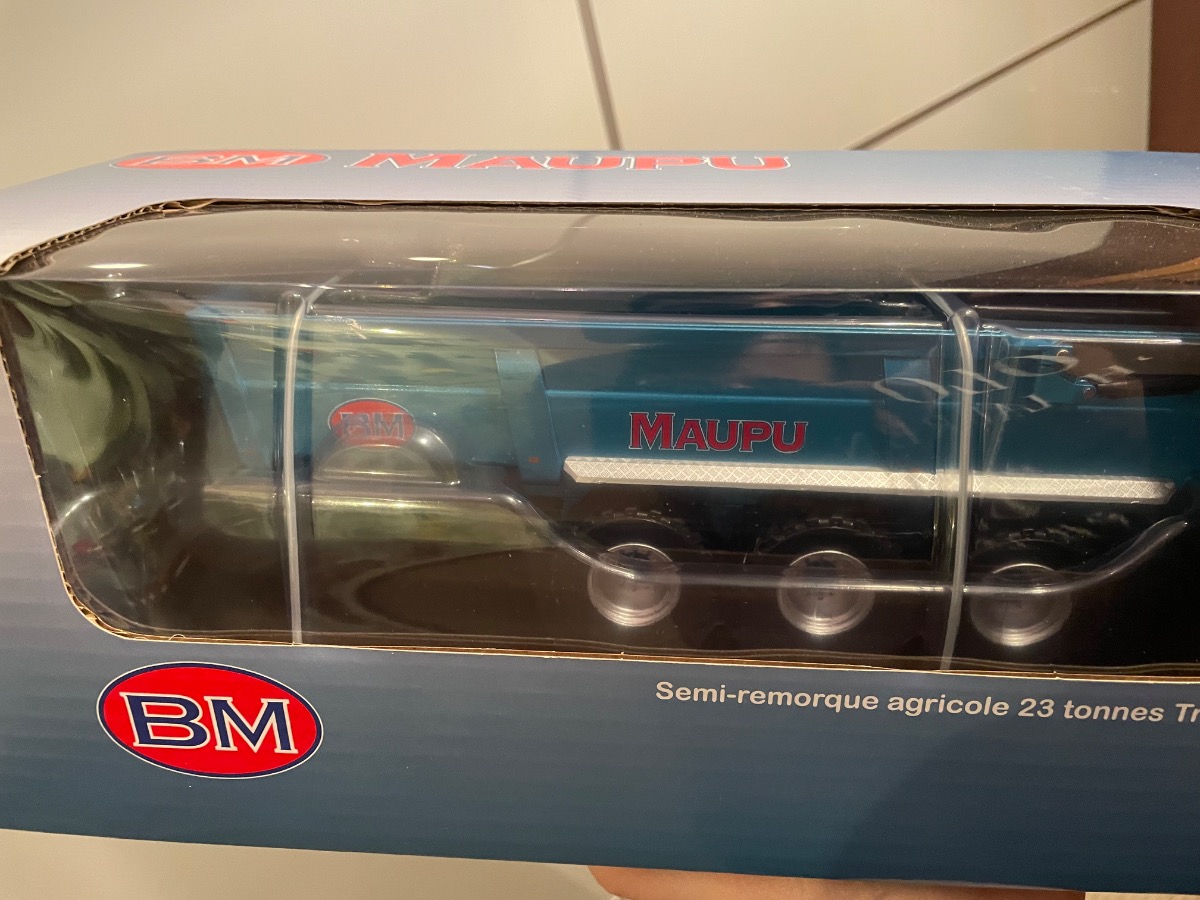 BM MAUPU
BM
MAUPU
BM
Semi-remorque agricole 23 tonnes